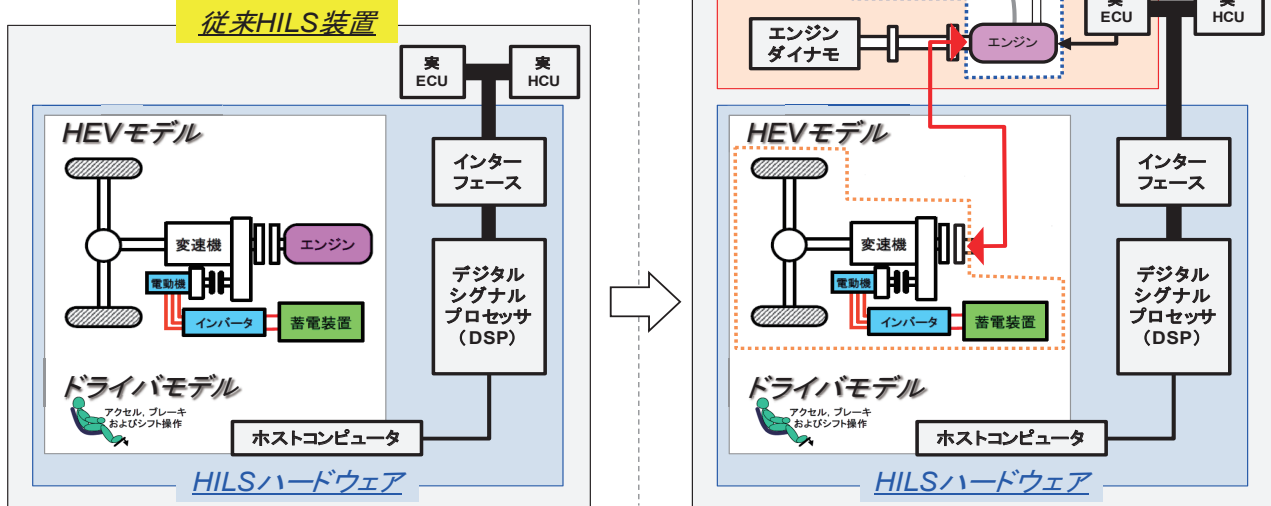 従来HILS装置
実
ECU
実
HCU
HEVモデル
インター
フェース
変速機
エンジン
電動機
インバータ
蓄電装置
デジタル
シグナル
プロセッサ
(DSP)
ドライバモデル
アクセル, ブレーキ
およびシフト操作
ホストコンピュータ
HILSハードウェア
エンジン
ダイナモ
エンジン
実
ECU
実
HCU
HEVモデル
インター
フェース
変速機
電動機
インバータ
蓄電装置
デジタル
シグナル
プロセッサ
(DSP)
ドライバモデル
アクセル, ブレーキ
およびシフト操作
ホストコンピュータ
HILSハードウェア